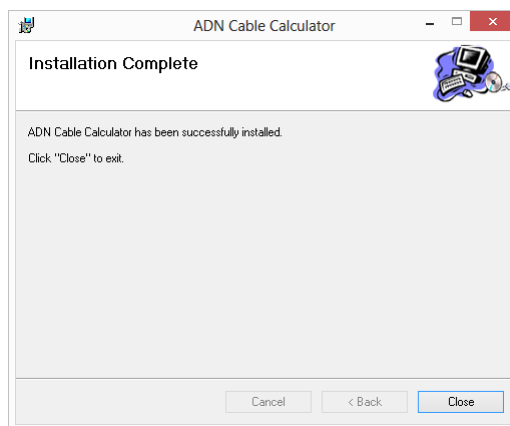 ADN Cable Calculator
Installation Complete
ADN Cable Calculator has been successfully installed.
Click "Close" to exit.
Cancel
< Back
Close